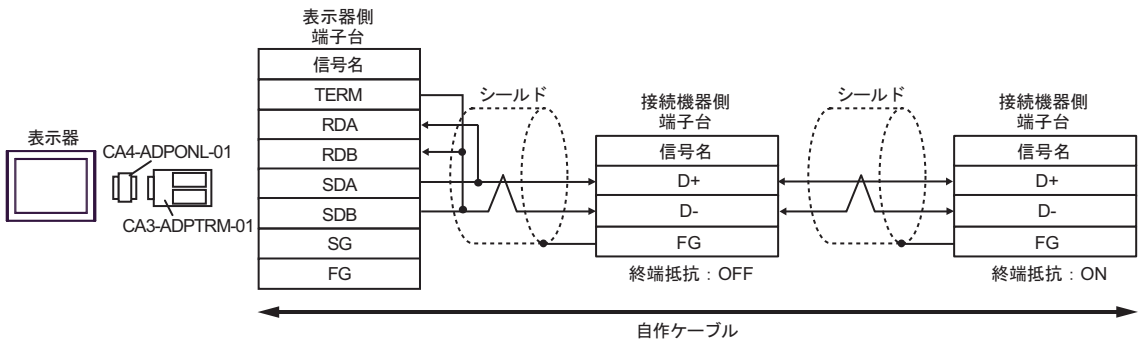 表示器
CA4-ADPONL-01
CA3-ADPTRM-01
表示器側
端子台
信号名
TERM
RDA
RDB
SDA
SDB
SG
FG
シールド
接続機器側
端子台
信号名
D+
D-
FG
終端抵抗：OFF
シールド
接続機器側
端子台
信号名
D+
D-
FG
終端抵抗：ON
自作ケーブル